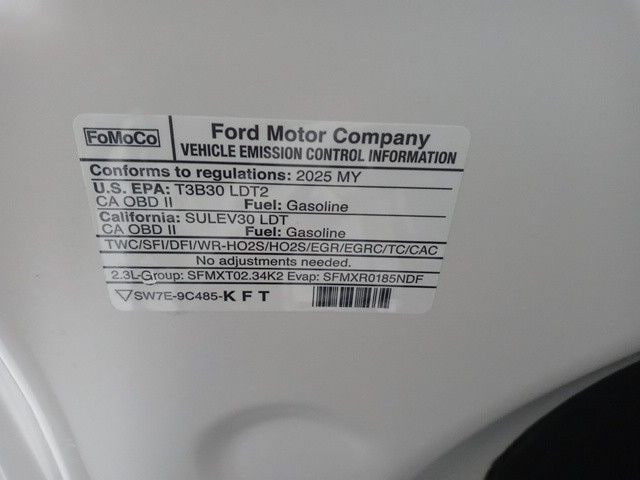 FoMoCo
Ford Motor Company
VEHICLE EMISSION CONTROL INFORMATION
Conforms to regulations: 2025 MY
U.S. EPA: T3B30 LDT2
CA OBD II Fuel: Gasoline
California: SULEV30 LDT
CA OBD II Fuel: Gasoline
TWC/SFI/DFI/WR-HO2S/HO2S/EGR/EGRC/TC/CAC
No adjustments needed.
2.3L-Group: SFMXT02.34K2 Evap: SFMXR0185NDF
SW7E-9C485-K F T